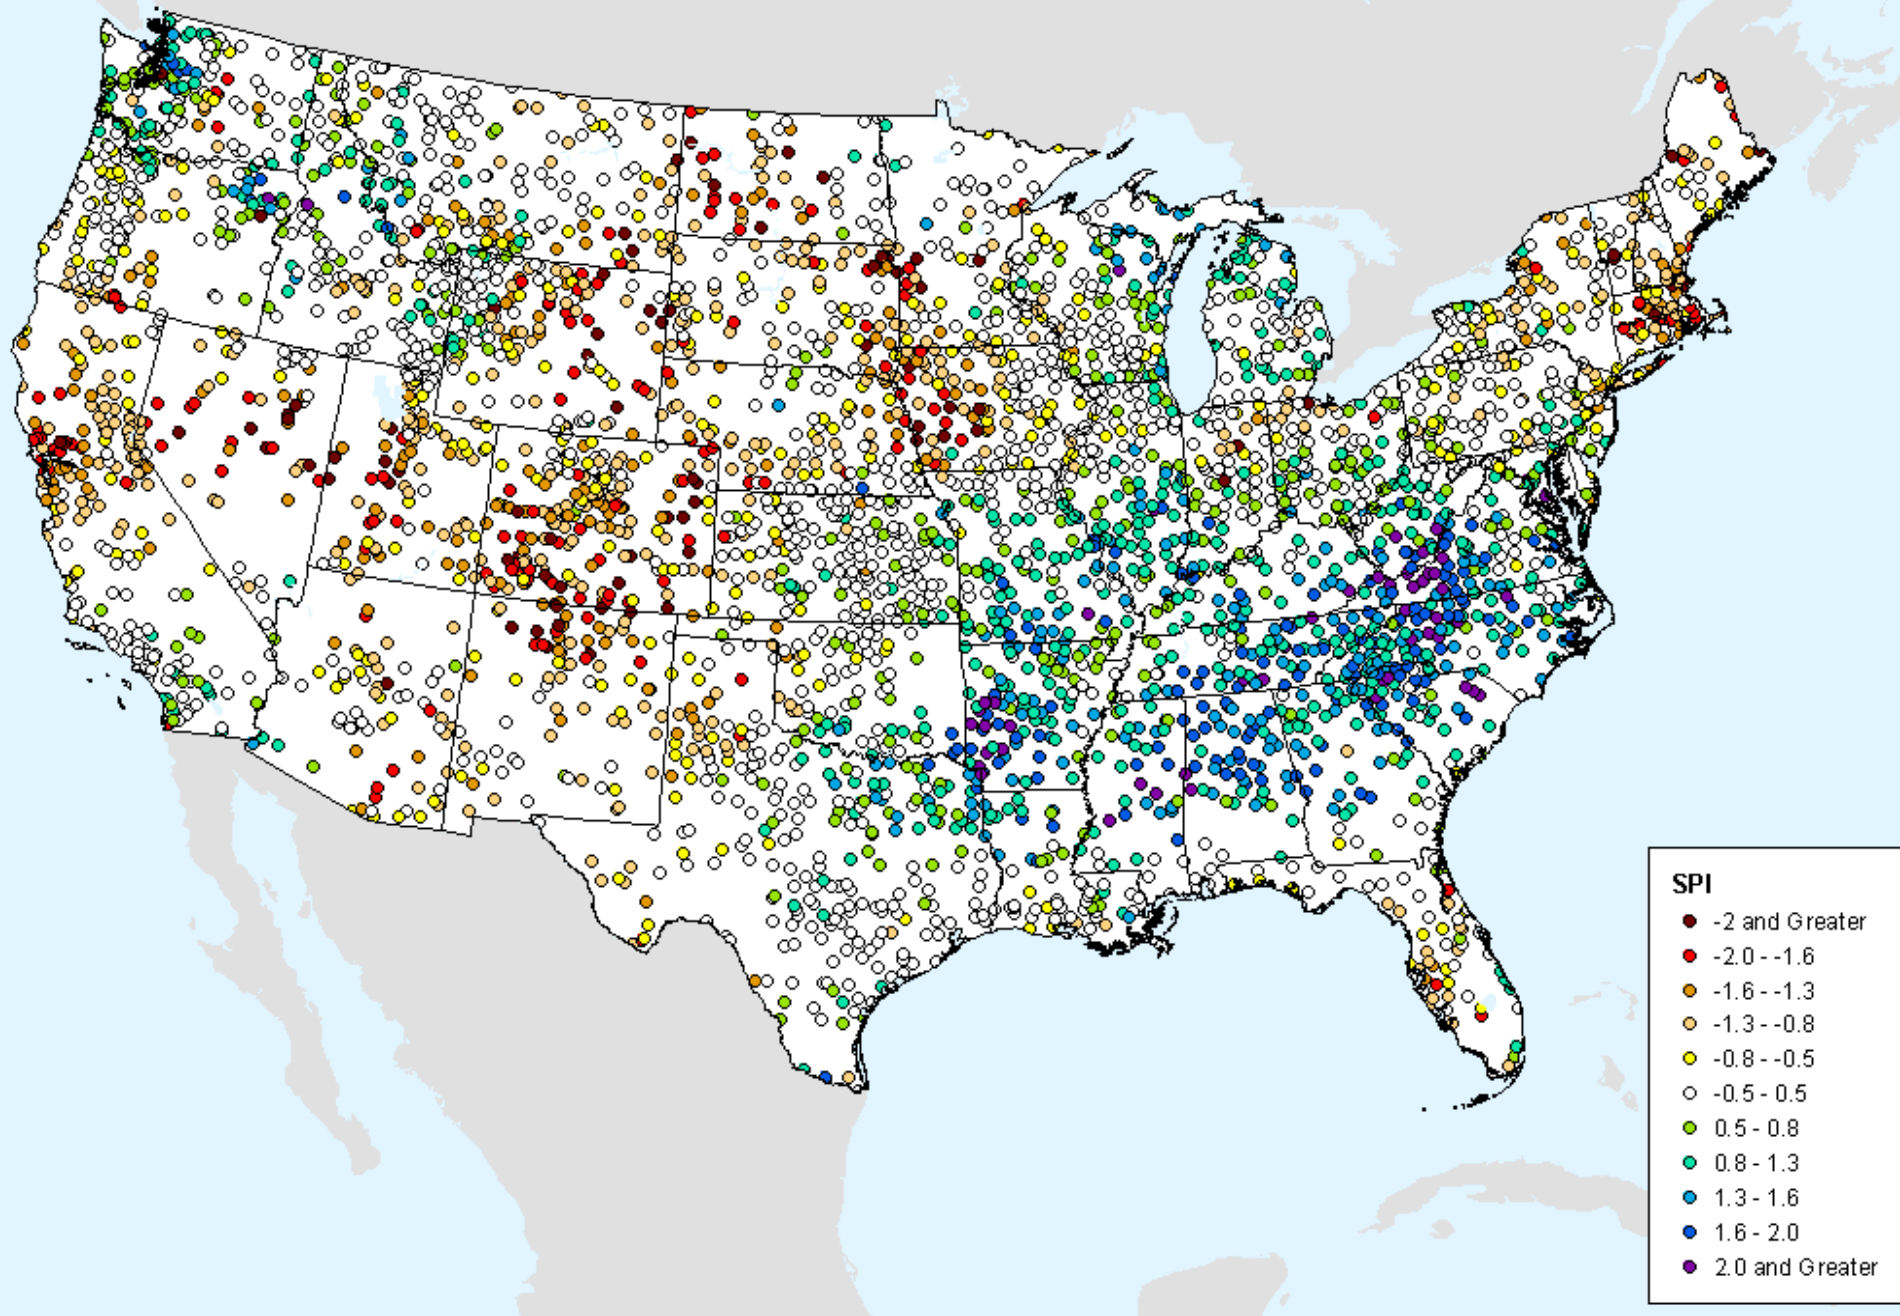 SPI
-2 and Greater
-2.0 - -1.6
-1.6 - -1.3
-1.3 - -0.8
-0.8 - -0.5
-0.5 - 0.5
0.5 - 0.8
0.8 - 1.3
1.3 - 1.6
1.6 - 2.0
2.0 and Greater